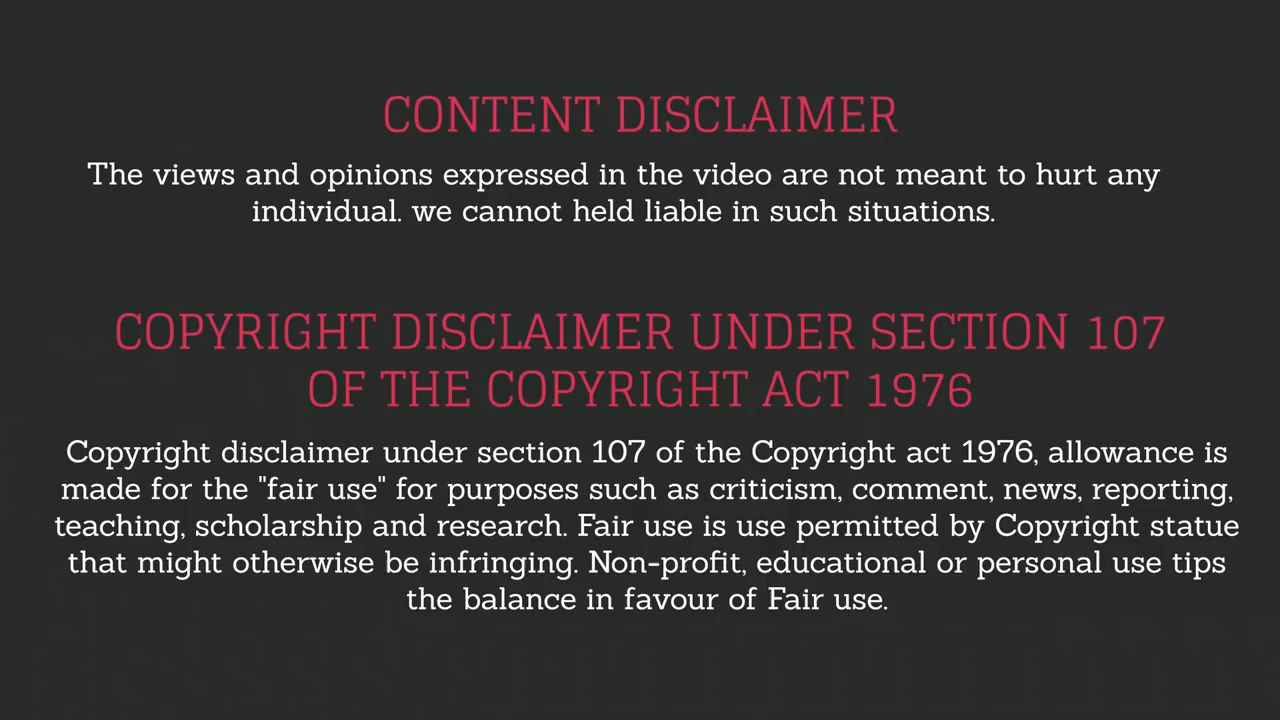 CONTENT DISCLAIMER
The views and opinions expressed in the video are not meant to hurt any
individual. we cannot held liable in such situations.
COPYRIGHT DISCLAIMER UNDER SECTION 107
OF THE COPYRIGHT ACT 1976
Copyright disclaimer under section 107 of the Copyright act 1976, allowance is
made for the "fair use" for purposes such as criticism, comment, news, reporting,
teaching, scholarship and research. Fair use is use permitted by Copyright statue
that might otherwise be infringing. Non-profit, educational or personal use tips
the balance in favour of Fair use.